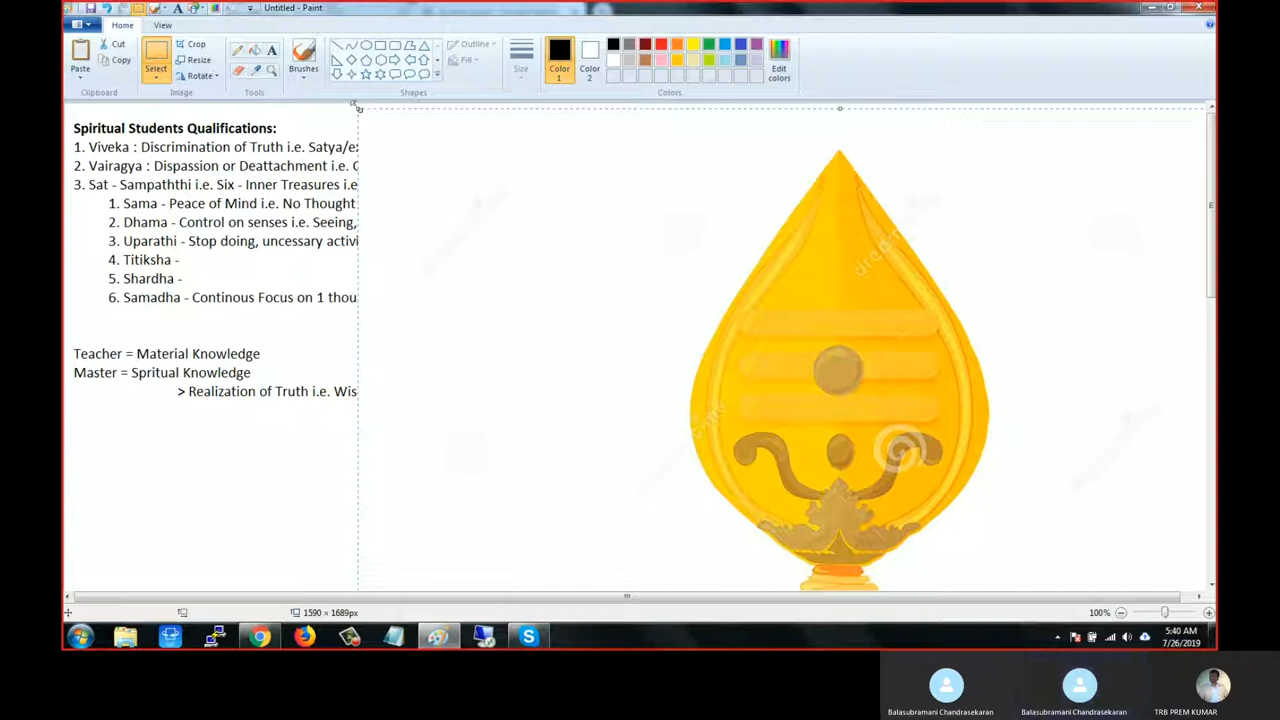 Untitled - Paint
Home
View
Paste
Cut
Copy
Clipboard
Select
Crop
Resize
Rotate
Image
Tools
Brushes
Outline
Fill
Shapes
Size
Color 1
Color 2
Edit colors
Colors
Spiritual Students Qualifications:
1. Viveka : Discrimination of Truth i.e. Satya/e
2. Vairagya : Dispassion or Deattachment i.e.
3. Sat - Sampaththi i.e. Six - Inner Treasures i.e
1. Sama - Peace of Mind i.e. No Thought
2. Dhama - Control on senses i.e. Seeing,
3. Uparathi - Stop doing, uncessary activi
4. Titiksha -
5. Shardha -
6. Samadha - Continous Focus on 1 thou
Teacher = Material Knowledge
Master = Spritual Knowledge
> Realization of Truth i.e. Wis
1590 × 1689px
100%
5:40 AM
7/26/2019
Balasubramani Chandrasekaran
Balasubramani Chandrasekaran
TRB PREM KUMAR